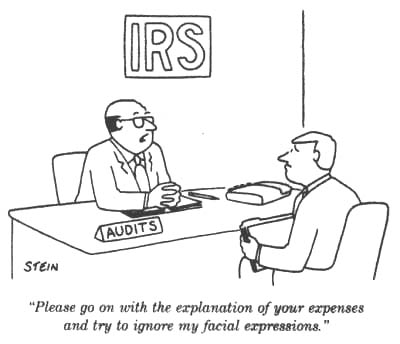 IRS
AUDITS
STEIN
“Please go on with the explanation of your expenses
and try to ignore my facial expressions.”